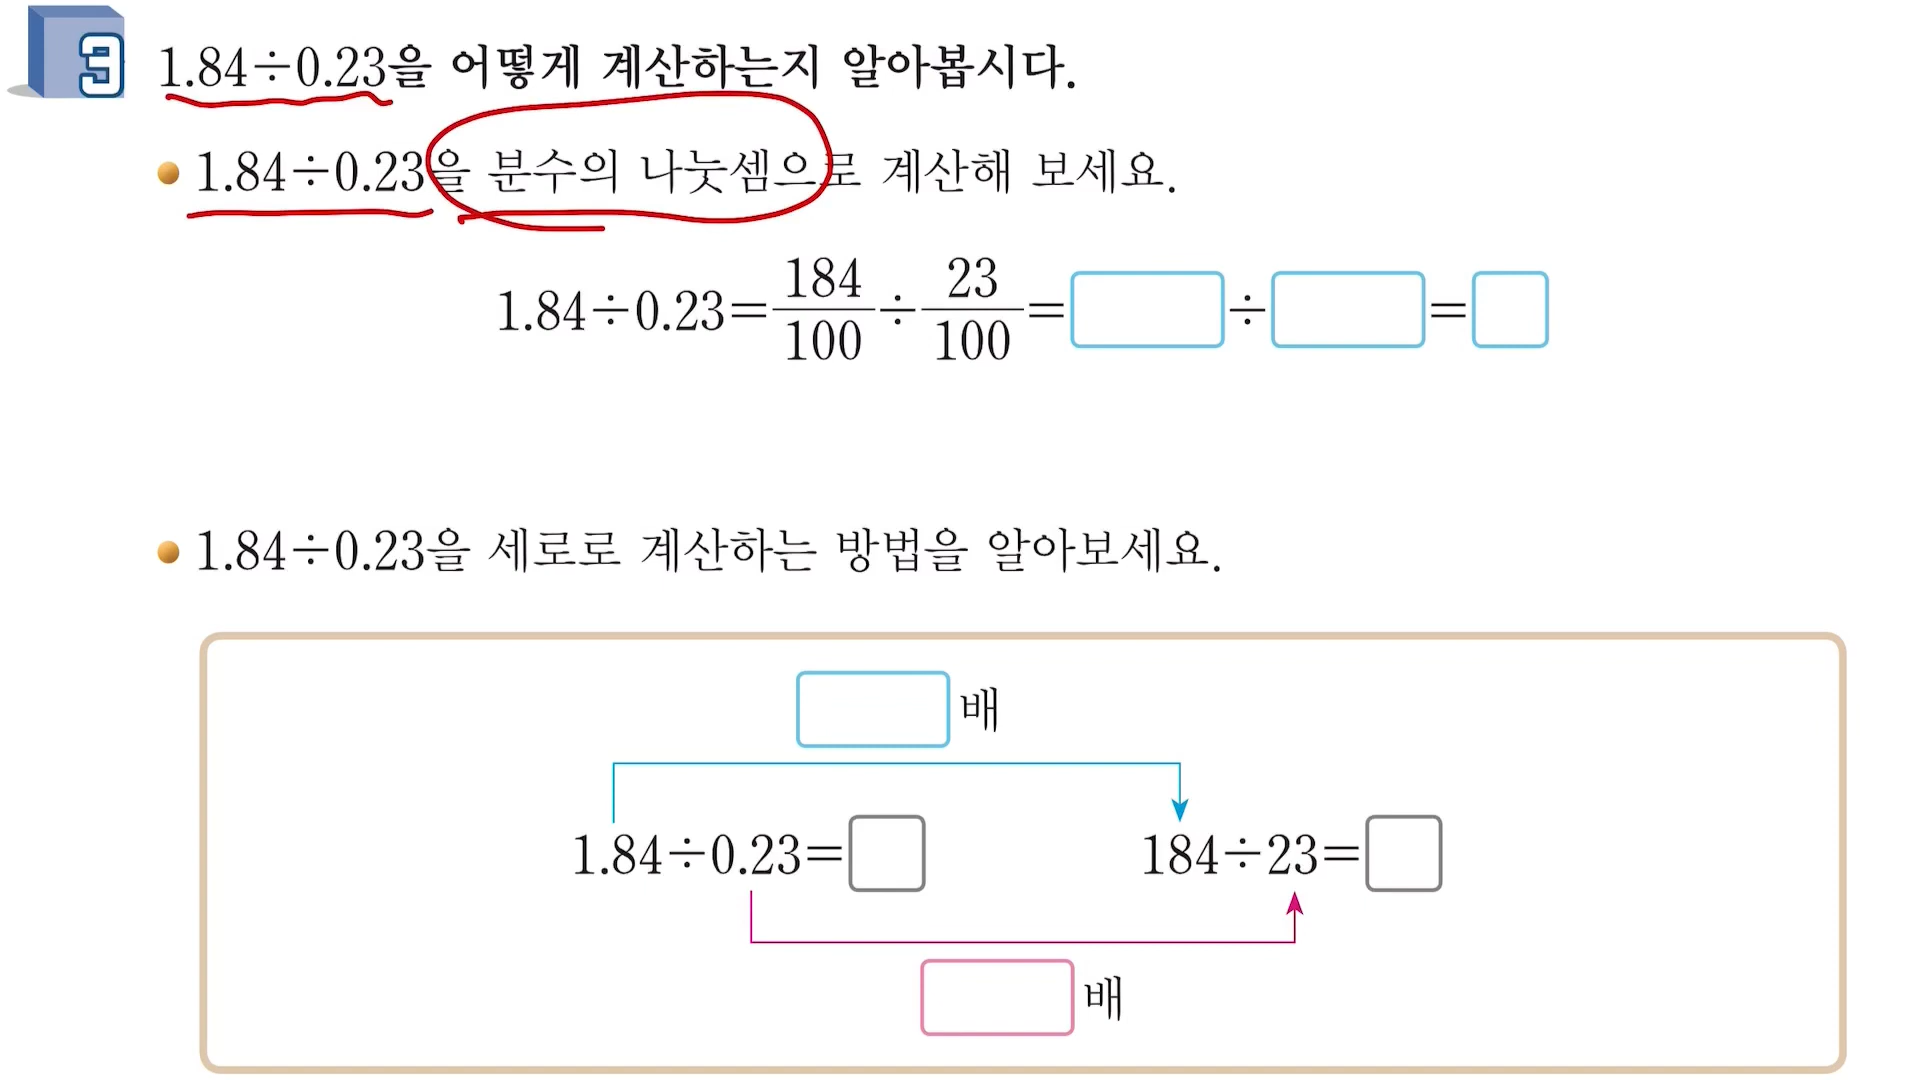 3 1.84÷0.23을 어떻게 계산하는지 알아봅시다.
1.84÷0.23을 분수의 나눗셈으로 계산해 보세요.
1.84÷0.23=184/100÷23/100= ÷ =
1.84÷0.23을 세로로 계산하는 방법을 알아보세요.
배
1.84÷0.23= 184÷23=
배